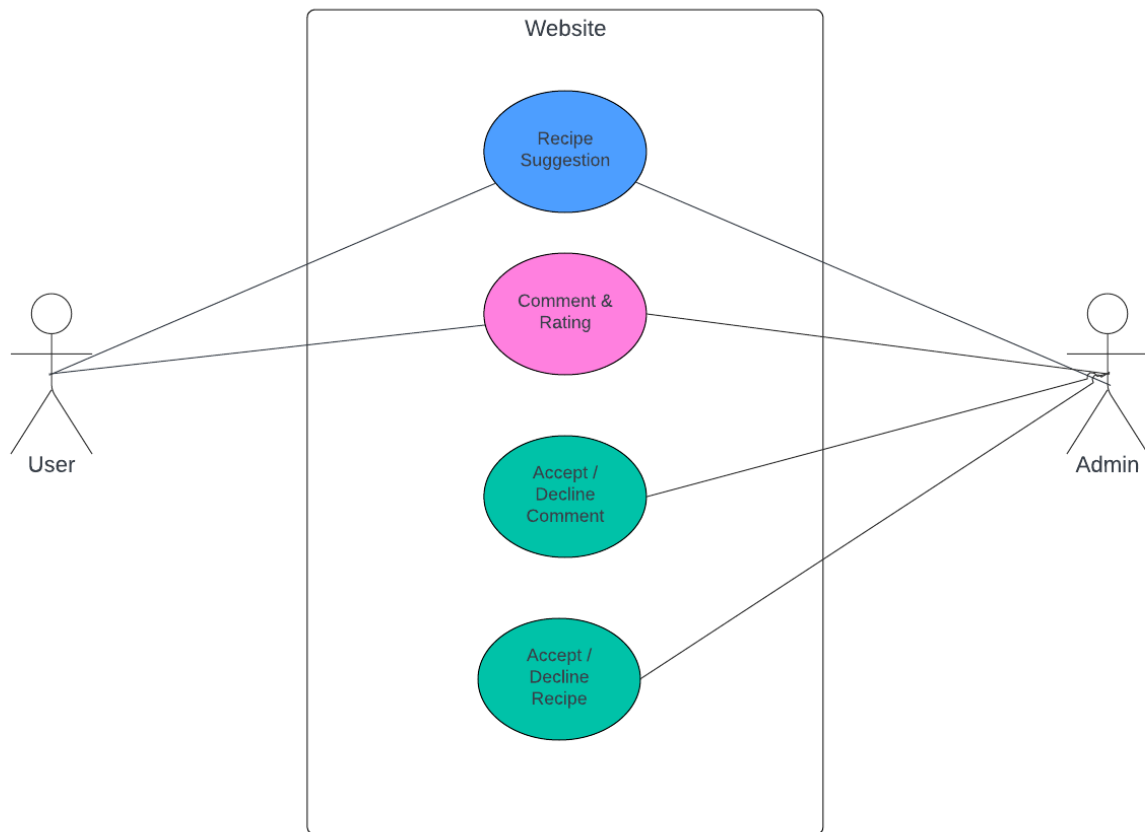 Website
Recipe
Suggestion
Comment &
Rating
User
Admin
Accept /
Decline
Comment
Accept /
Decline
Recipe